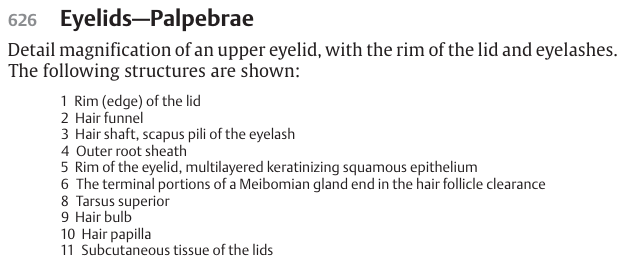 626 Eyelids—Palpebrae
Detail magnification of an upper eyelid, with the rim of the lid and eyelashes.
The following structures are shown:
1 Rim (edge) of the lid
2 Hair funnel
3 Hair shaft, scapus pili of the eyelash
4 Outer root sheath
5 Rim of the eyelid, multilayered keratinizing squamous epithelium
6 The terminal portions of a Meibomian gland end in the hair follicle clearance
8 Tarsus superior
9 Hair bulb
10 Hair papilla
11 Subcutaneous tissue of the lids